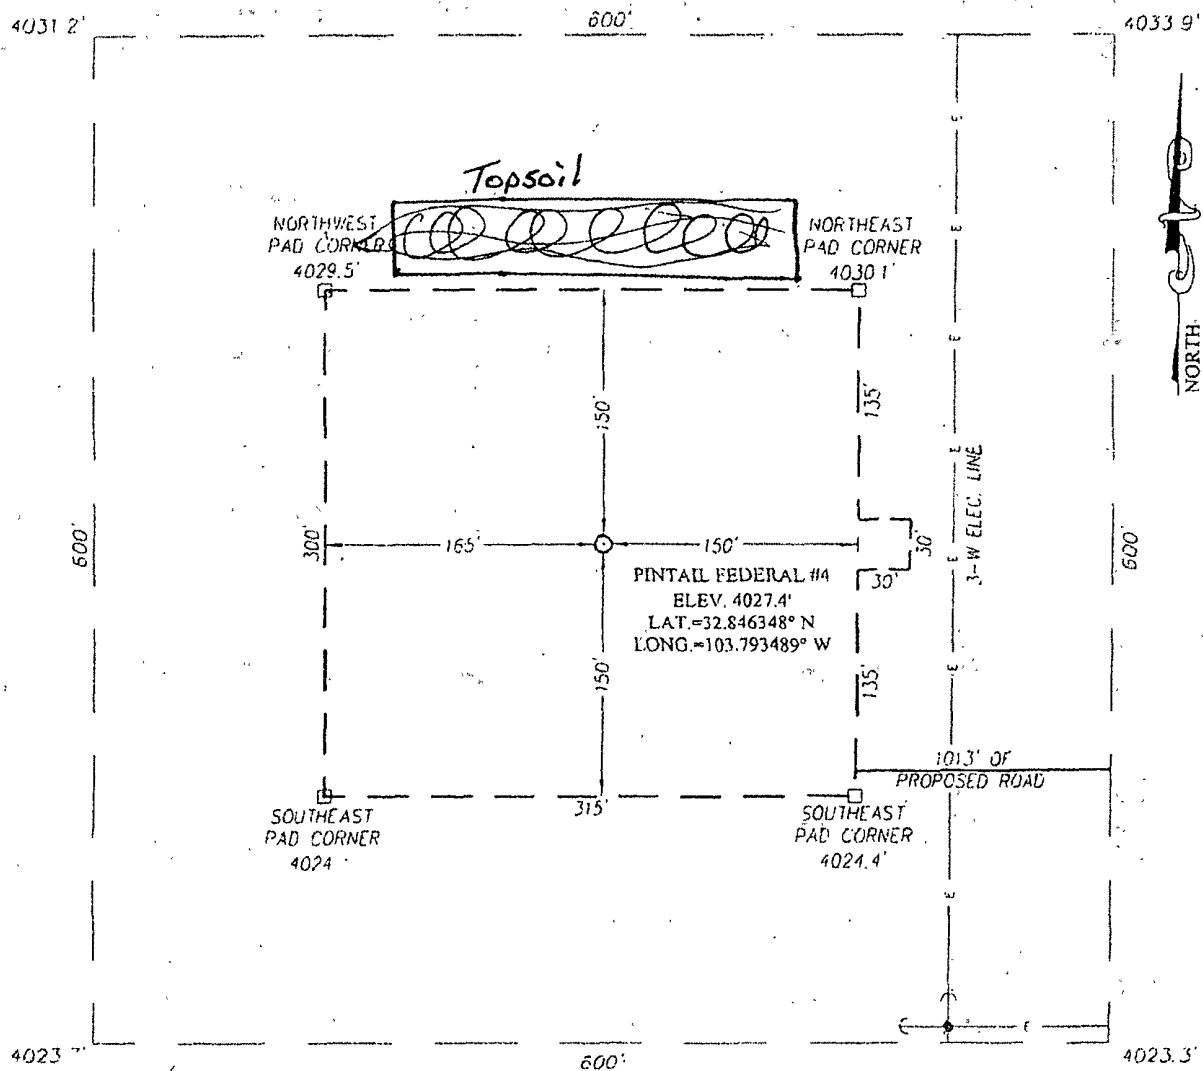 4031 2'
600'
4033 9'
Topsoil
NORTHWEST
PAD CORNER
4029.5'
NORTHEAST
PAD CORNER
4030 1'
NORTH
E
E
E
E
E
E
E
150'
135'
600'
300'
165'
150'
30'
30'
3-W ELEC. LINE
600'
PINTAIL FEDERAL #4
ELEV. 4027.4'
LAT.=32.846348° N
LONG.=103.793489° W
150'
135'
1013' OF
PROPOSED ROAD
315'
SOUTHEAST
PAD CORNER
4024
SOUTHEAST
PAD CORNER
4024.4'
E
4023 7'
600'
4023.3'